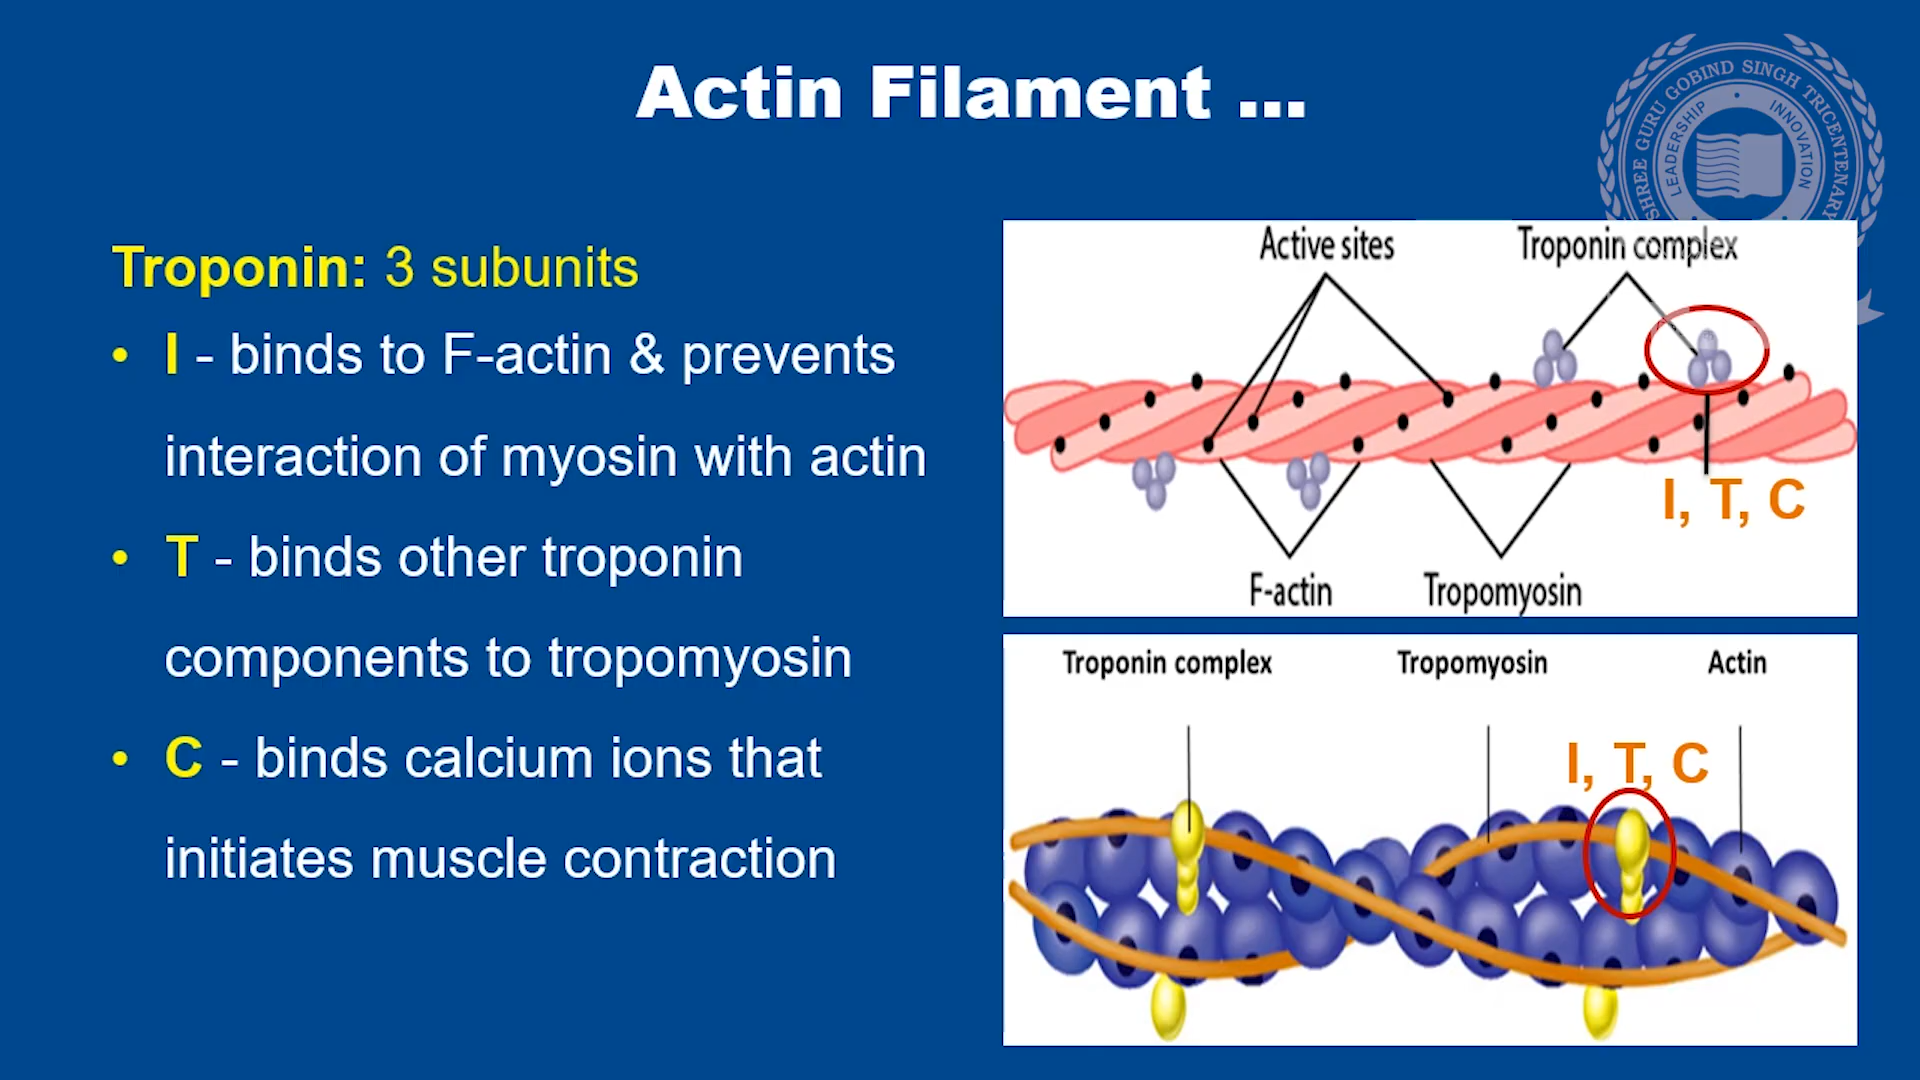 Actin Filament ...
SHREE GURU GOBIND SINGH TRICENTENARY
LEADERSHIP
INNOVATION
Troponin: 3 subunits
• I - binds to F-actin & prevents
interaction of myosin with actin
• T - binds other troponin
components to tropomyosin
• C - binds calcium ions that
initiates muscle contraction
Active sites
Troponin complex
I, T, C
F-actin
Tropomyosin
Troponin complex
Tropomyosin
Actin
I, T, C